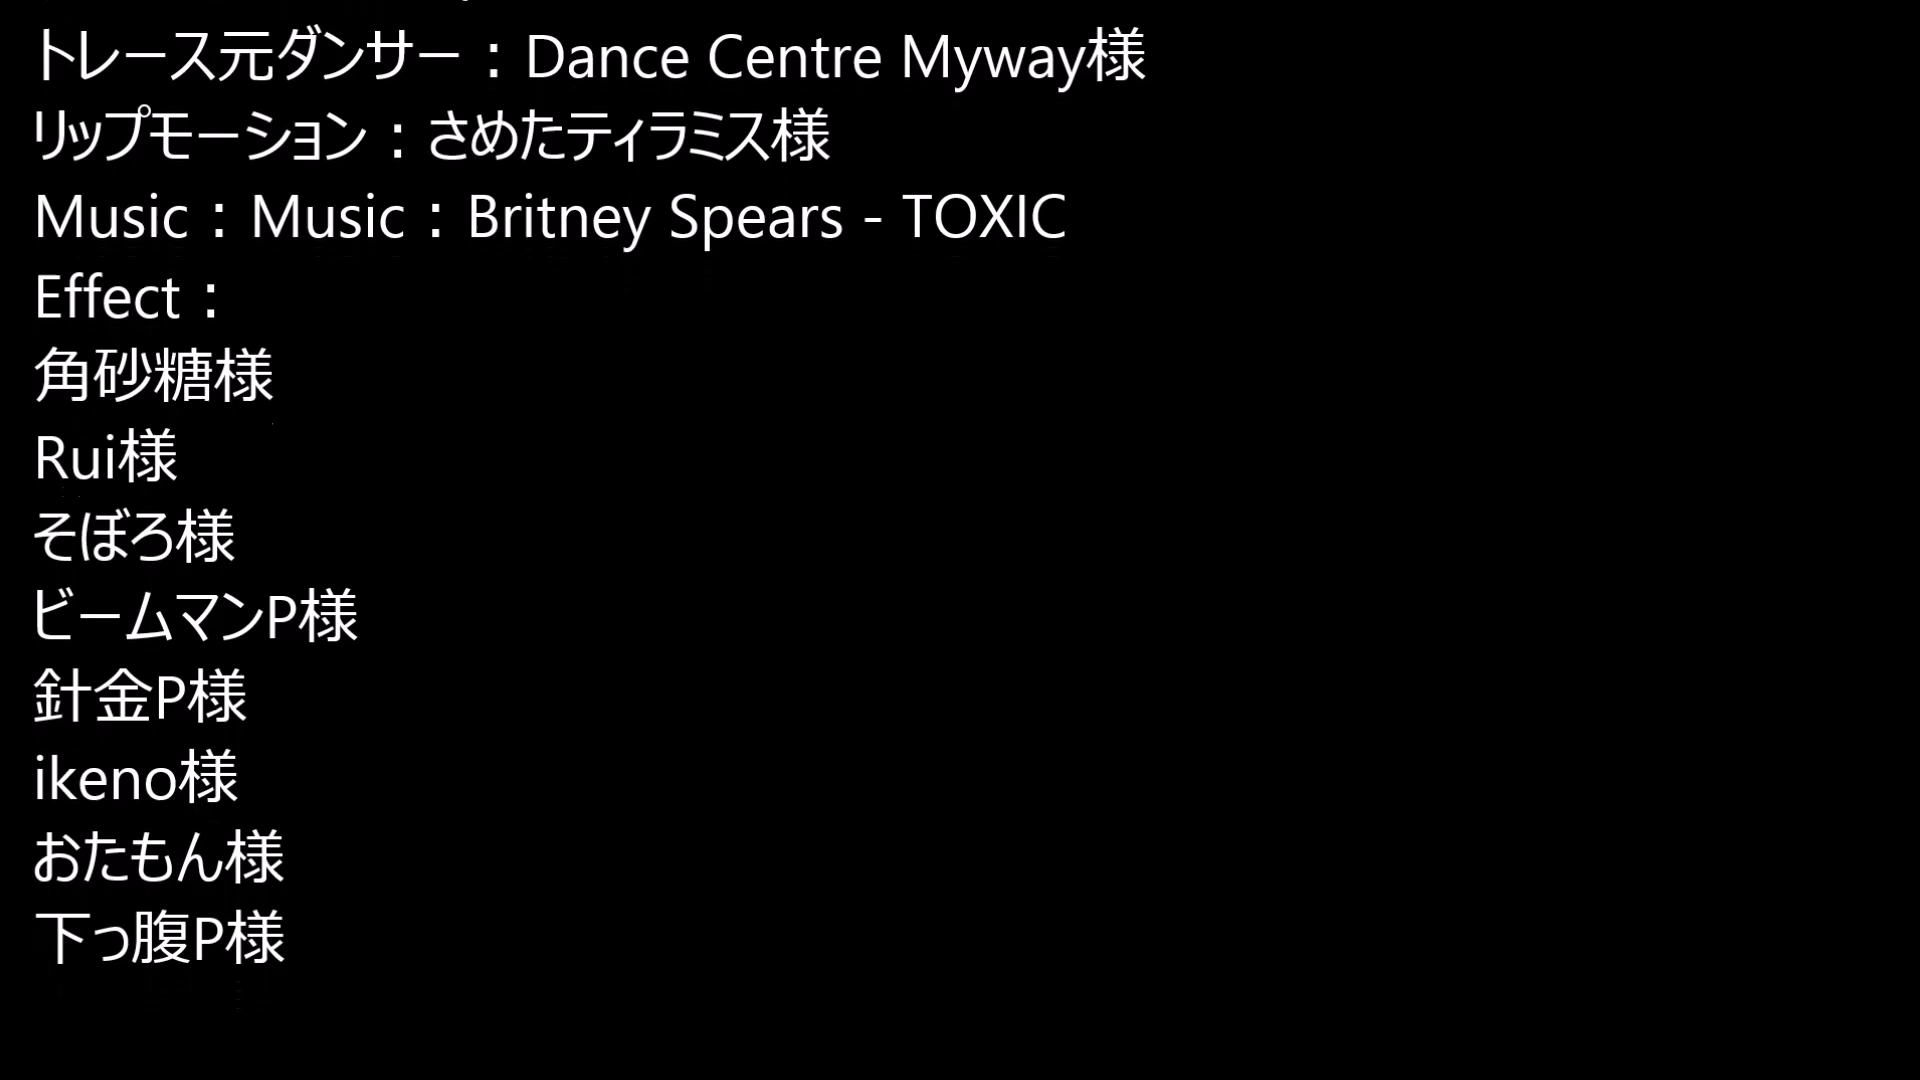 トレース元ダンサー：Dance Centre Myway様
リップモーション：さめたティラミス様
Music：Music：Britney Spears - TOXIC
Effect：
角砂糖様
Rui様
そぼろ様
ビームマンP様
針金P様
ikeno様
おたもん様
下っ腹P様